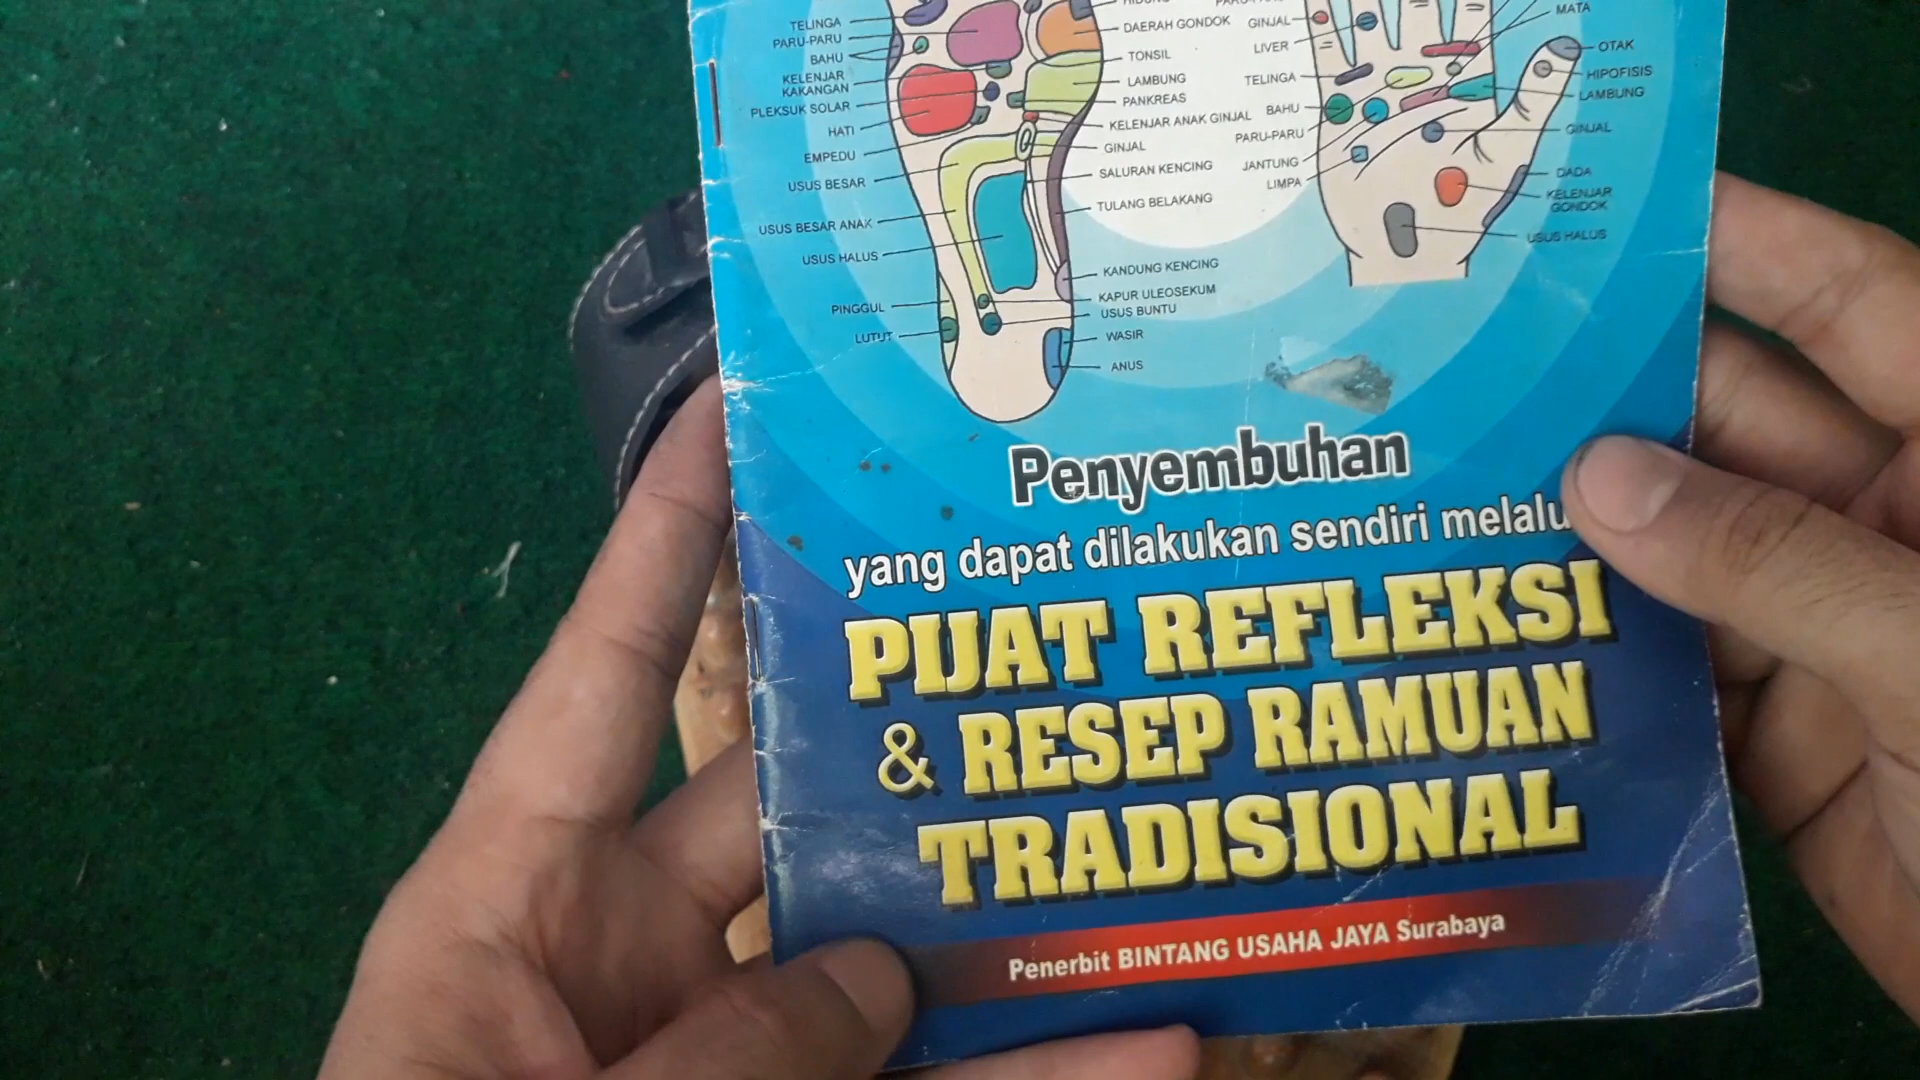 TELINGA
PARU-PARU
BAHU
KELENJAR
KAKANGAN
PLEKSUK SOLAR
HATI
EMPEDU
USUS BESAR
USUS BESAR ANAK
USUS HALUS
PINGGUL
LUTUT
DAERAH GONDOK
TONSIL
LAMBUNG
PANKREAS
KELENJAR ANAK GINJAL
GINJAL
SALURAN KENCING
TULANG BELAKANG
KANDUNG KENCING
KAPUR ULEOSEKUM
USUS BUNTU
WASIR
ANUS
GINJAL
LIVER
TELINGA
BAHU
PARU-PARU
JANTUNG
LIMPA
MATA
OTAK
HIPOFISIS
LAMBUNG
GINJAL
DADA
KELENJAR
GONDOK
USUS HALUS
Penyembuhan
yang dapat dilakukan sendiri melalu
PIJAT REFLEKSI
& RESEP RAMUAN
TRADISIONAL
Penerbit BINTANG USAHA JAYA Surabaya